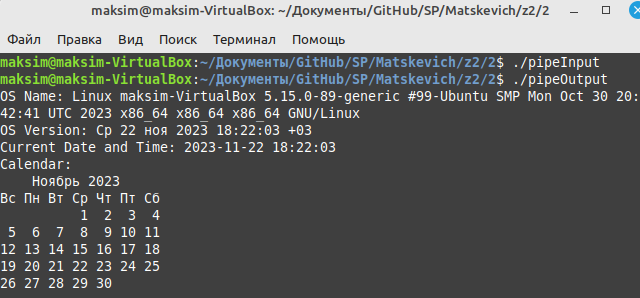 maksim@maksim-VirtualBox: ~/Документы/GitHub/SP/Matskevich/z2/2
Файл Правка Вид Поиск Терминал Помощь
maksim@maksim-VirtualBox:~/Документы/GitHub/SP/Matskevich/z2/2$ ./pipeInput
maksim@maksim-VirtualBox:~/Документы/GitHub/SP/Matskevich/z2/2$ ./pipeOutput
OS Name: Linux maksim-VirtualBox 5.15.0-89-generic #99-Ubuntu SMP Mon Oct 30 20:
42:41 UTC 2023 x86_64 x86_64 x86_64 GNU/Linux
OS Version: Ср 22 ноя 2023 18:22:03 +03
Current Date and Time: 2023-11-22 18:22:03
Calendar:
Ноябрь 2023
Вс Пн Вт Ср Чт Пт Сб
1 2 3 4
5 6 7 8 9 10 11
12 13 14 15 16 17 18
19 20 21 22 23 24 25
26 27 28 29 30